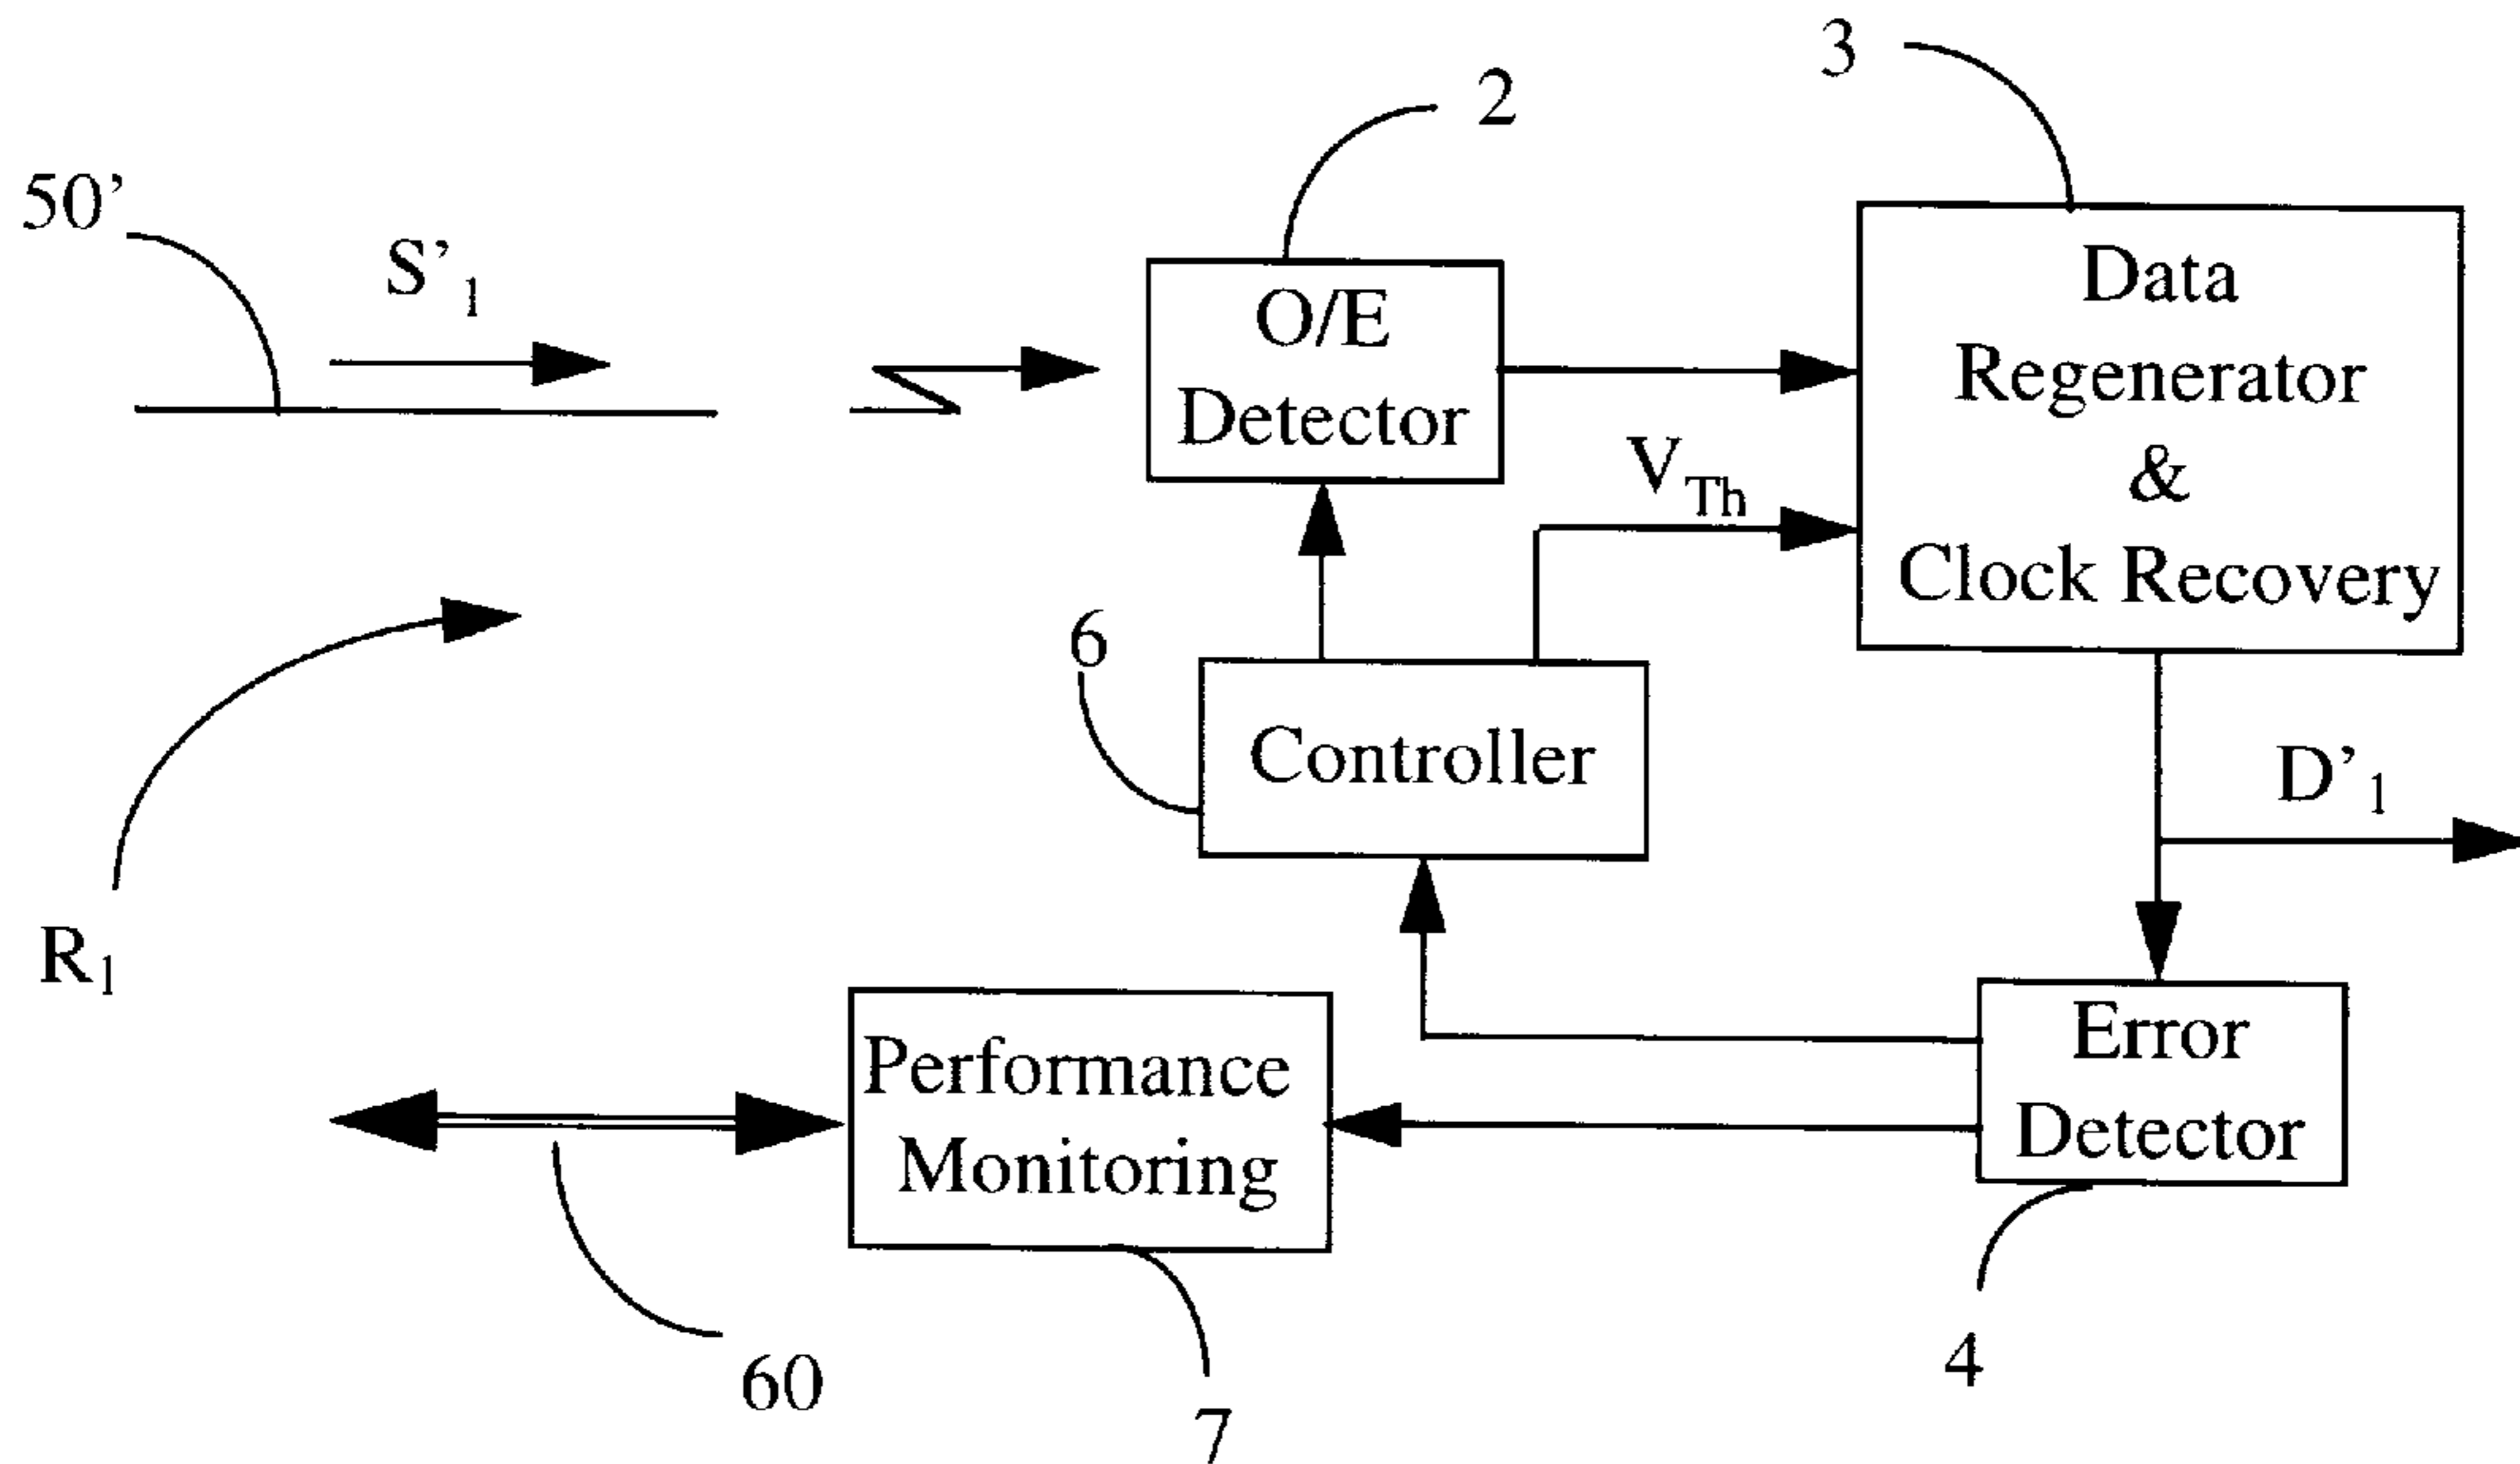 3
2
50’
S’1
O/E
Detector
Data
Regenerator
&
Clock Recovery
VTh
6
Controller
D’1
R1
Performance
Monitoring
Error
Detector
60
7
4